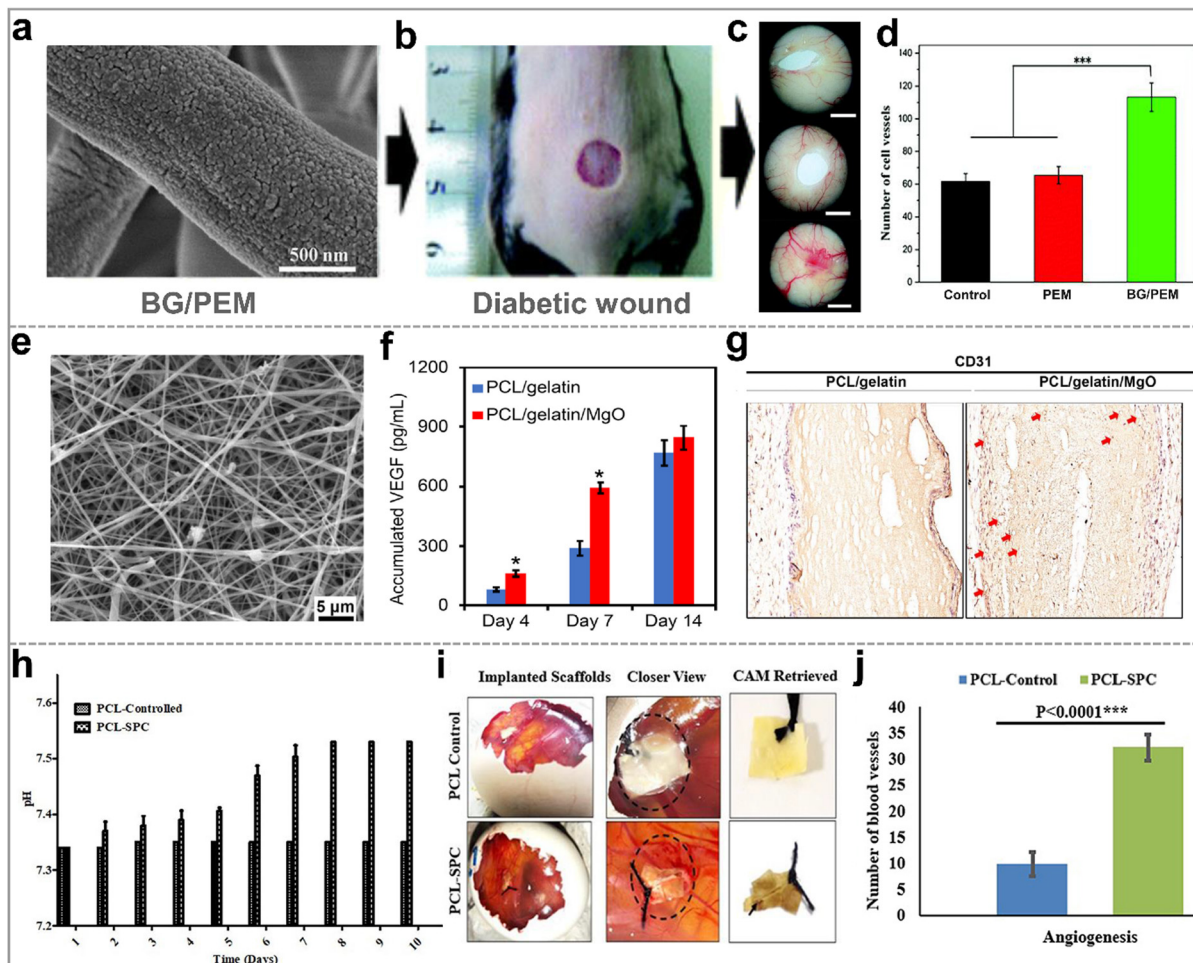 a
500 nm
BG/PEM
b
3
4
5
6
Diabetic wound
c
d
Number of cell vessels
140
120
100
80
60
40
20
0
***
Control
PEM
BG/PEM
e
5 µm
f
Accumulated VEGF (pg/mL)
1200
900
600
300
0
PCL/gelatin
PCL/gelatin/MgO
*
*
Day 4
Day 7
Day 14
g
CD31
PCL/gelatin
PCL/gelatin/MgO
h
pH
7.6
7.5
7.4
7.3
7.2
PCL-Controlled
PCL-SPC
1
2
3
4
5
6
7
8
9
10
Time (Days)
i
Implanted Scaffolds
Closer View
CAM Retrieved
PCL Control
PCL-SPC
j
PCL-Control
PCL-SPC
P<0.0001***
Number of blood vessels
40
35
30
25
20
15
10
5
0
Angiogenesis